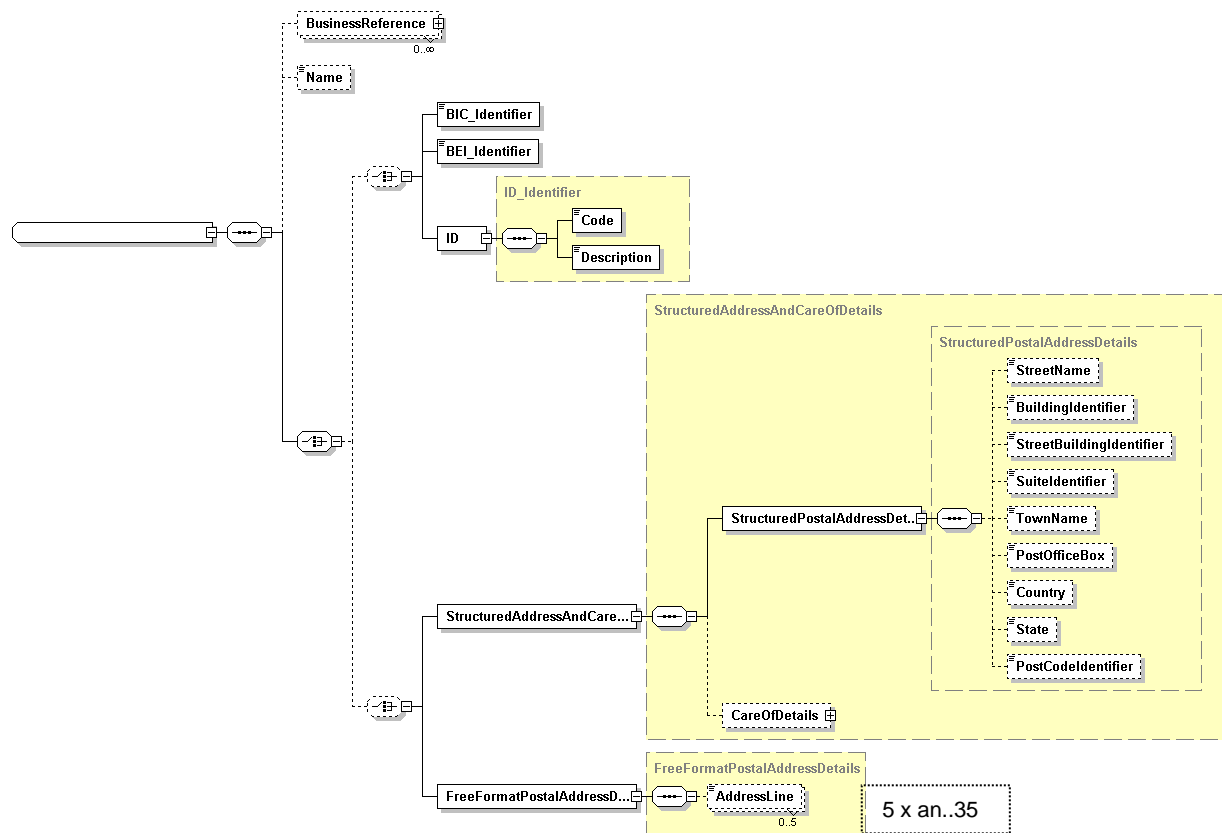 BusinessReference
0..∞
Name
BIC_Identifier
BEI_Identifier
ID_Identifier
Code
ID
Description
StructuredAddressAndCareOfDetails
StructuredPostalAddressDetails
StreetName
BuildingIdentifier
StreetBuildingIdentifier
SuiteIdentifier
StructuredPostalAddressDet...
TownName
PostOfficeBox
Country
StructuredAddressAndCare...
State
PostCodeIdentifier
CareOfDetails
FreeFormatPostalAddressDetails
FreeFormatPostalAddressD...
AddressLine
0..5
5 x an..35